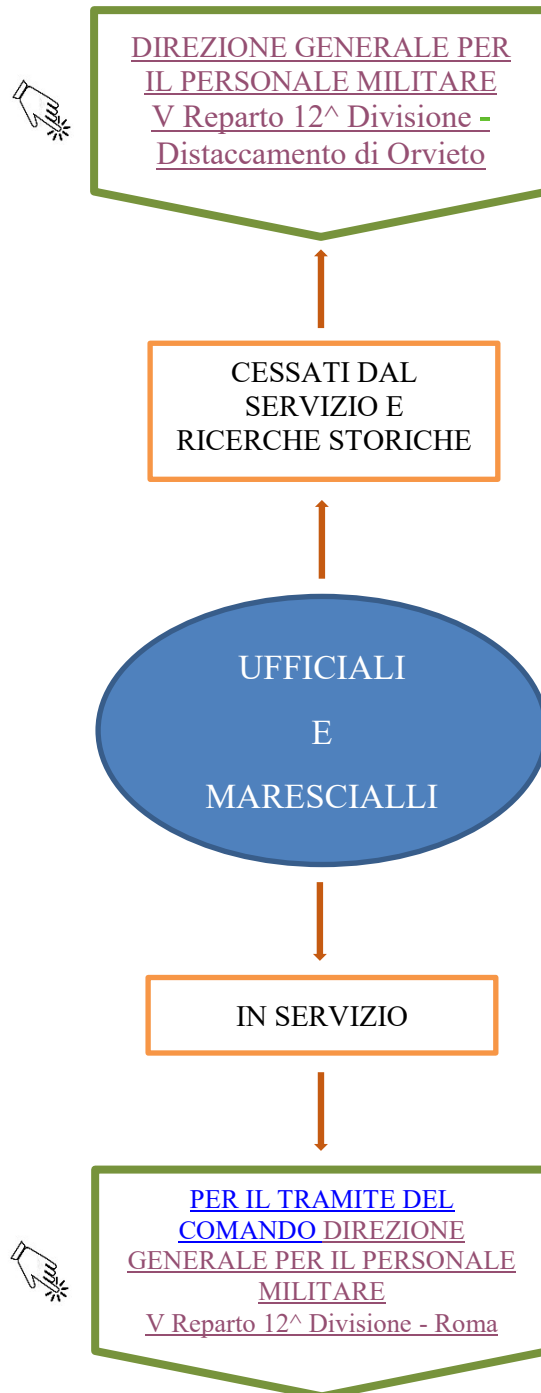 DIREZIONE GENERALE PER
IL PERSONALE MILITARE
V Reparto 12^ Divisione -
Distaccamento di Orvieto
CESSATI DAL
SERVIZIO E
RICERCHE STORICHE
UFFICIALI
E
MARESCIALLI
IN SERVIZIO
PER IL TRAMITE DEL
COMANDO DIREZIONE
GENERALE PER IL PERSONALE
MILITARE
V Reparto 12^ Divisione - Roma